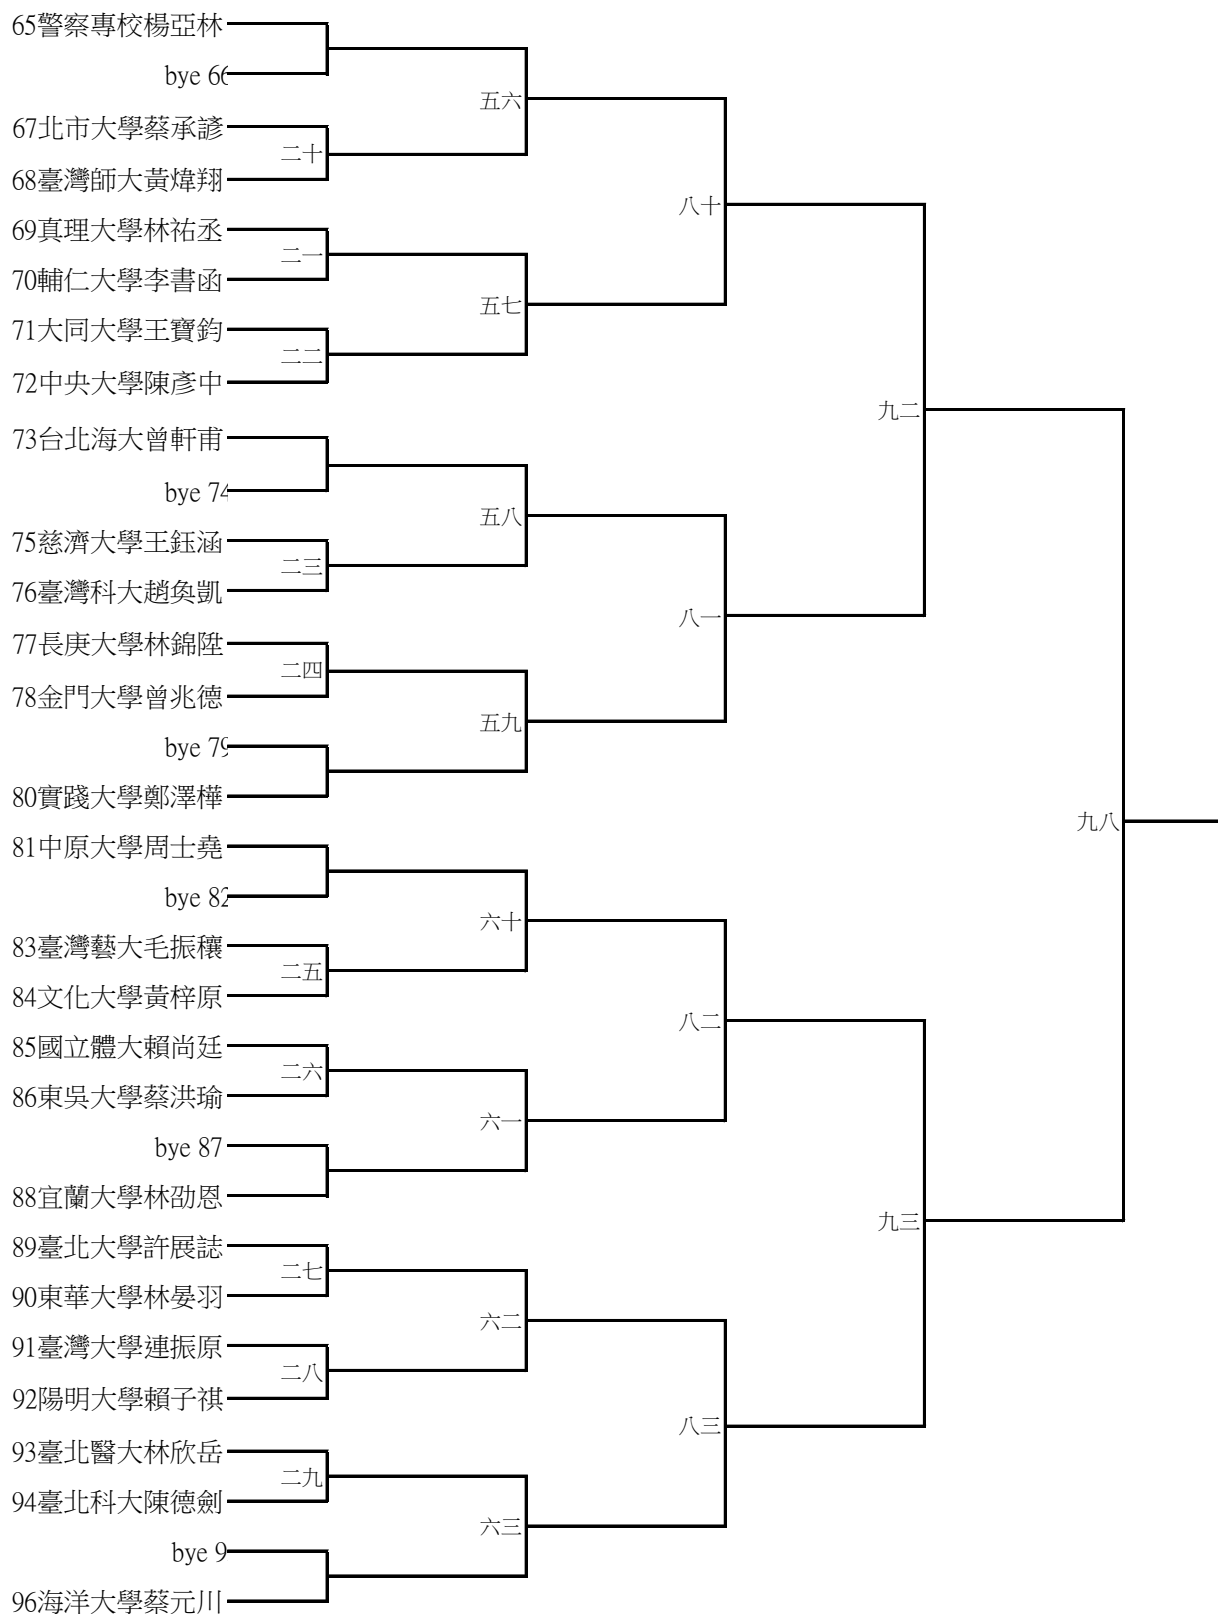 65警察專校楊亞林
bye 66
五六
67北市大學蔡承諺
二十
68臺灣師大黃煒翔
八十
69真理大學林祐丞
二一
70輔仁大學李書函
五七
71大同大學王寶鈞
二二
72中央大學陳彥中
九二
73台北海大曾軒甫
bye 74
五八
75慈濟大學王鈺涵
二三
76臺灣科大趙奐凱
八一
77長庚大學林錦陞
二四
78金門大學曾兆德
五九
bye 79
80實踐大學鄭澤樺
九八
81中原大學周士堯
bye 82
六十
83臺灣藝大毛振穰
二五
84文化大學黃梓原
八二
85國立體大賴尚廷
二六
86東吳大學蔡洪瑜
六一
bye 87
88宜蘭大學林劭恩
九三
89臺北大學許展誌
二七
90東華大學林晏羽
六二
91臺灣大學連振原
二八
92陽明大學賴子祺
八三
93臺北醫大林欣岳
二九
94臺北科大陳德劍
六三
bye 9
96海洋大學蔡元川